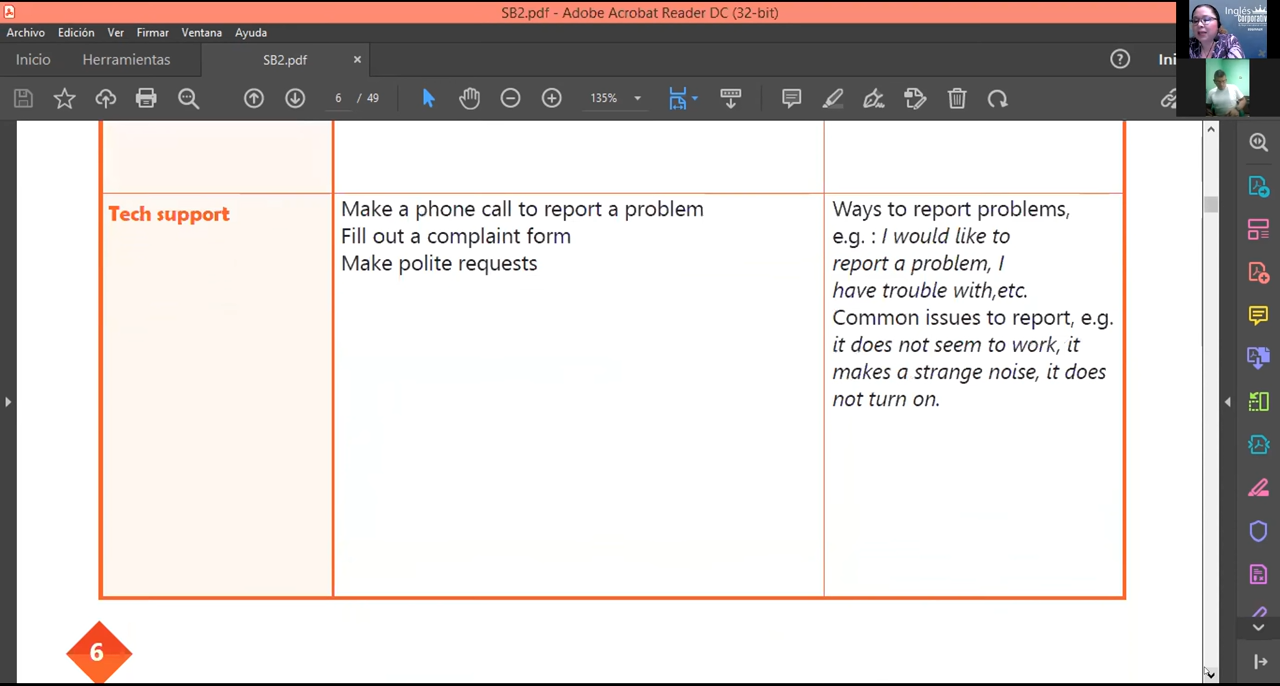 SB2.pdf - Adobe Acrobat Reader DC (32-bit)
Archivo Edición Ver Firmar Ventana Ayuda
Inicio Herramientas SB2.pdf × ? Ini
6 / 49 135%
Inglés
Corporativ
Tech support
Make a phone call to report a problem
Fill out a complaint form
Make polite requests
Ways to report problems,
e.g. : I would like to
report a problem, I
have trouble with,etc.
Common issues to report, e.g.
it does not seem to work, it
makes a strange noise, it does
not turn on.
6